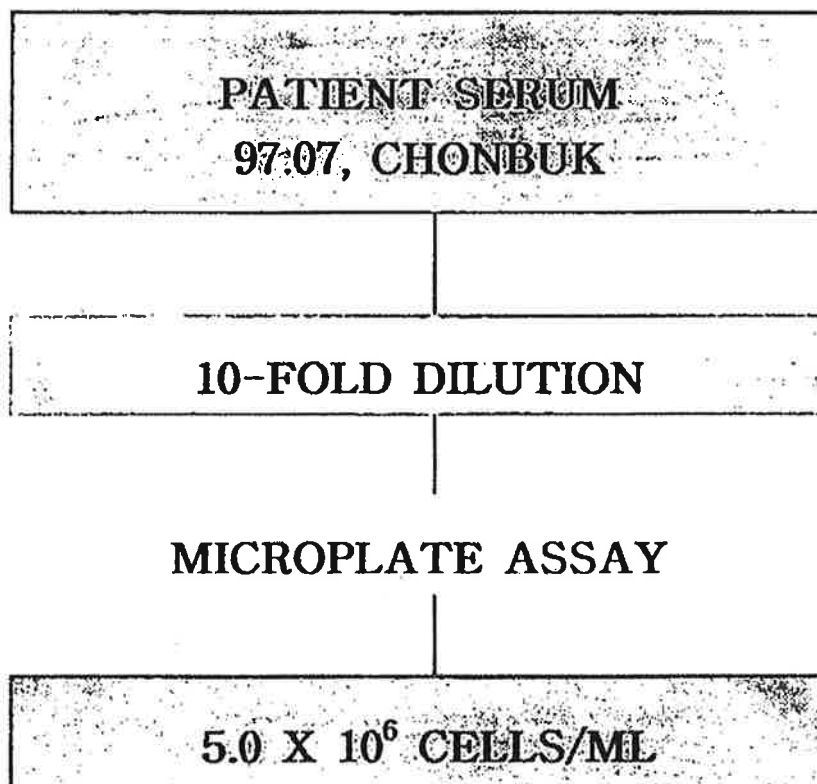 PATIENT SERUM
97.07, CHONBUK
10-FOLD DILUTION
MICROPLATE ASSAY
5.0 X 10⁶ CELLS/ML